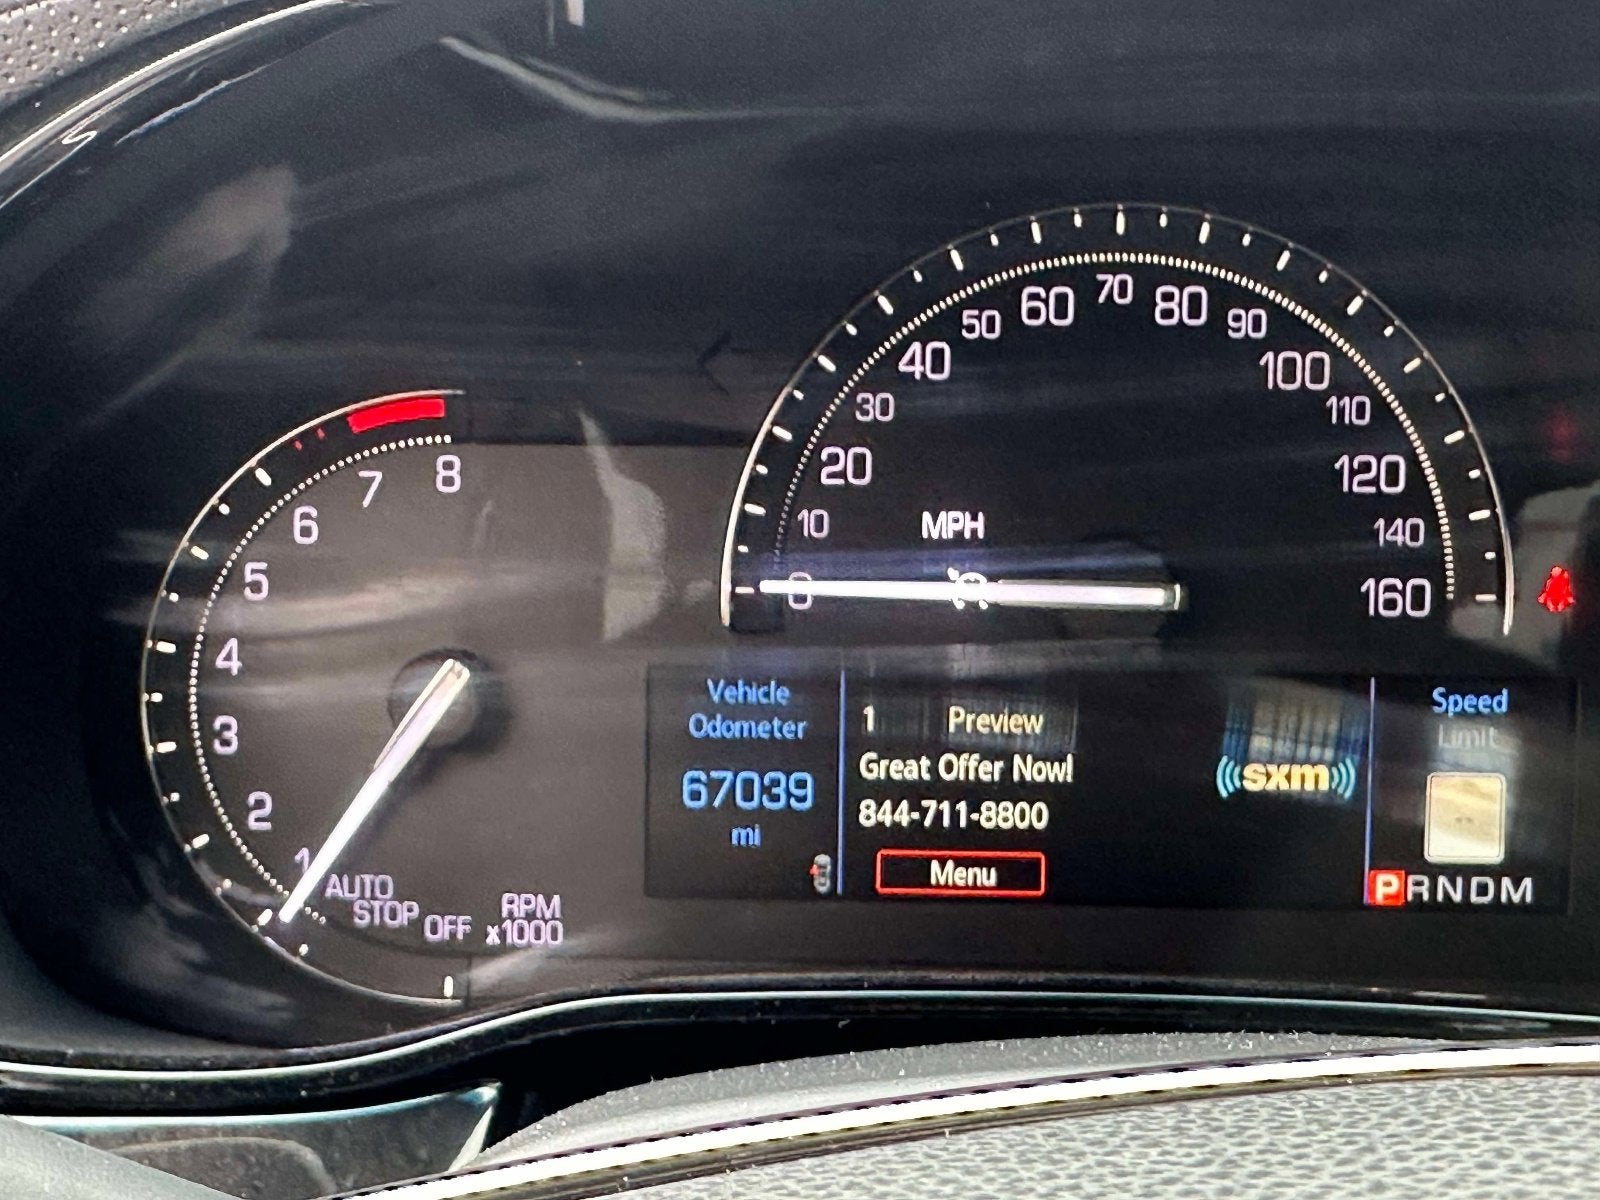 8
7
6
5
4
3
2
1
AUTO
STOP OFF
RPM
x1000
0
10
20
30
40
50
60
70
80
90
100
110
120
140
160
MPH
Vehicle
Odometer
67039
mi
1 Preview
Great Offer Now!
844-711-8800
Menu
sxm
Speed
Limit
--
PRNDM